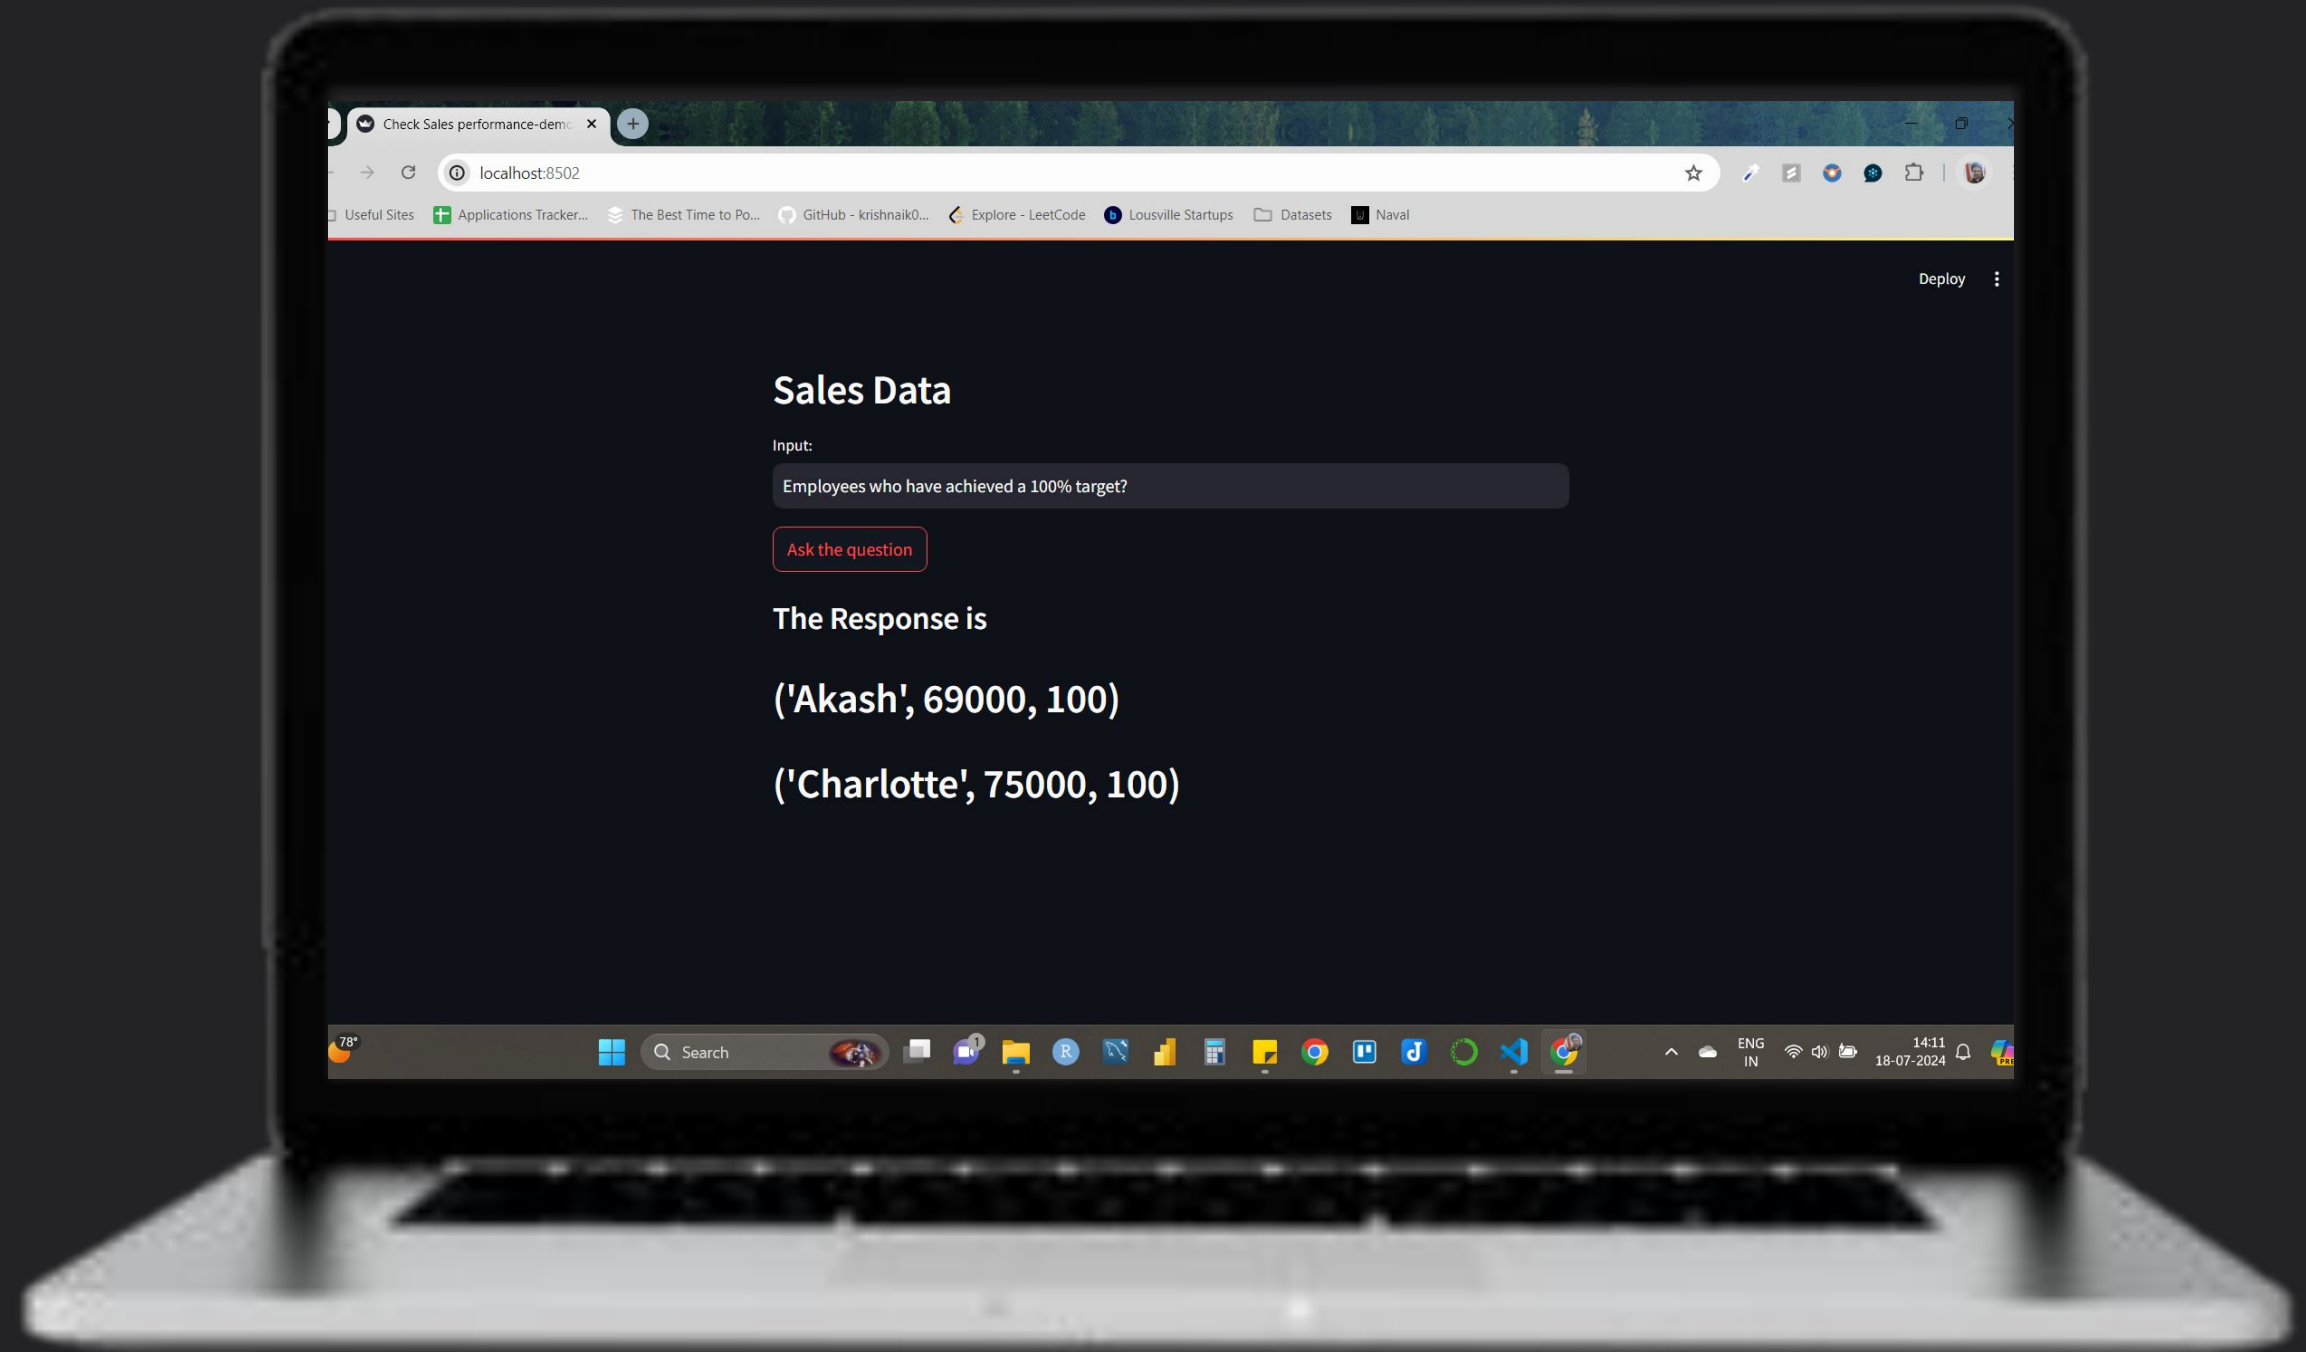 Check Sales performance-demo
localhost:8502
Useful Sites
Applications Tracker...
The Best Time to Po...
GitHub - krishnaik0...
Explore - LeetCode
Lousville Startups
Datasets
Naval
Deploy
Sales Data
Input:
Employees who have achieved a 100% target?
Ask the question
The Response is
('Akash', 69000, 100)
('Charlotte', 75000, 100)
78°
Search
1
R
ENG
IN
14:11
18-07-2024
PRE